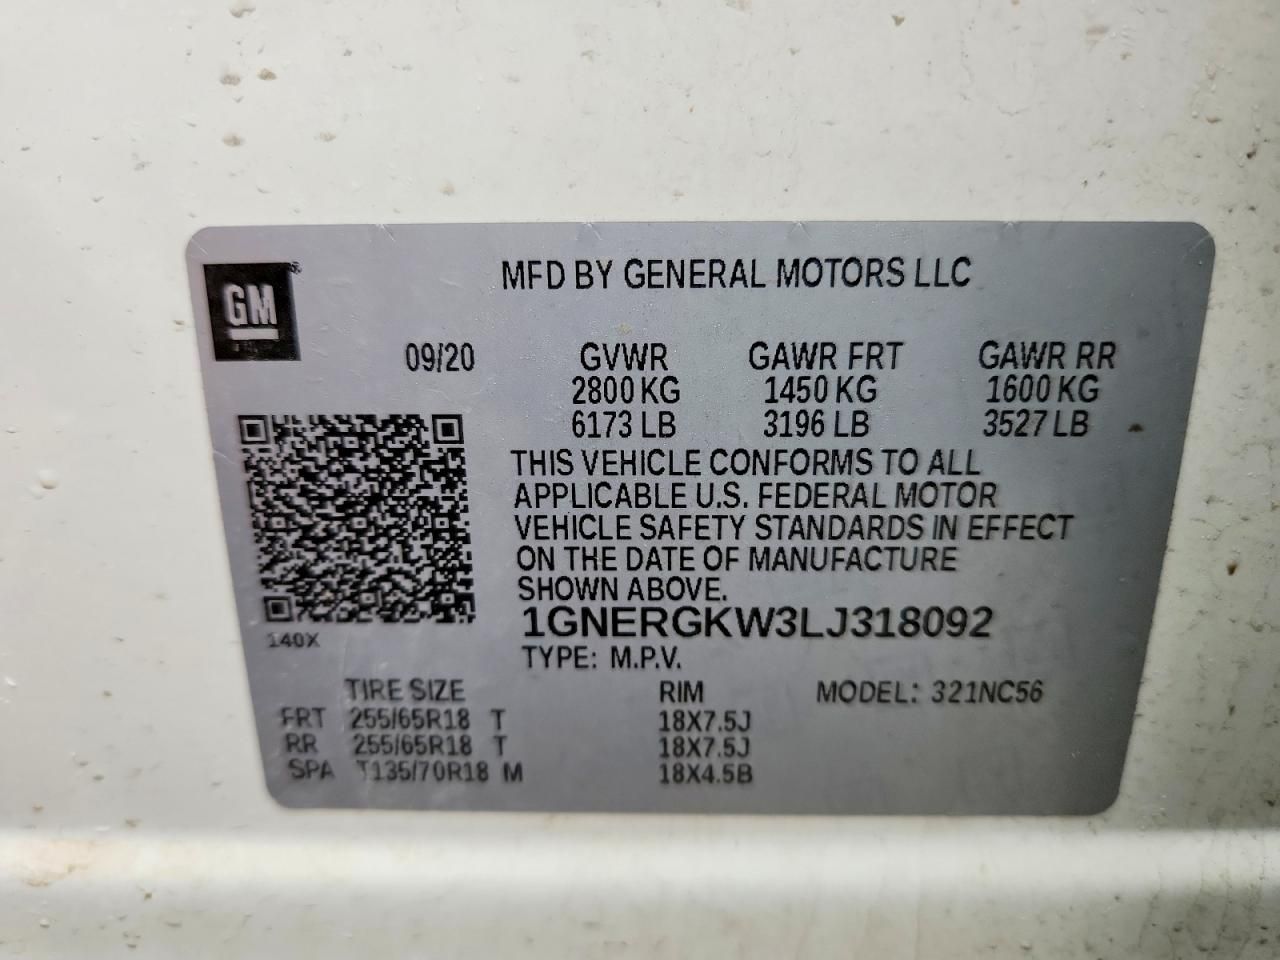 GM
MFD BY GENERAL MOTORS LLC
09/20 GVWR GAWR FRT GAWR RR
2800 KG 1450 KG 1600 KG
6173 LB 3196 LB 3527 LB
THIS VEHICLE CONFORMS TO ALL
APPLICABLE U.S. FEDERAL MOTOR
VEHICLE SAFETY STANDARDS IN EFFECT
ON THE DATE OF MANUFACTURE
SHOWN ABOVE.
1GNERGKW3LJ318092
140X
TYPE: M.P.V.
TIRE SIZE RIM MODEL: 321NC56
FRT 255/65R18 T 18X7.5J
RR 255/65R18 T 18X7.5J
SPA T135/70R18 M 18X4.5B